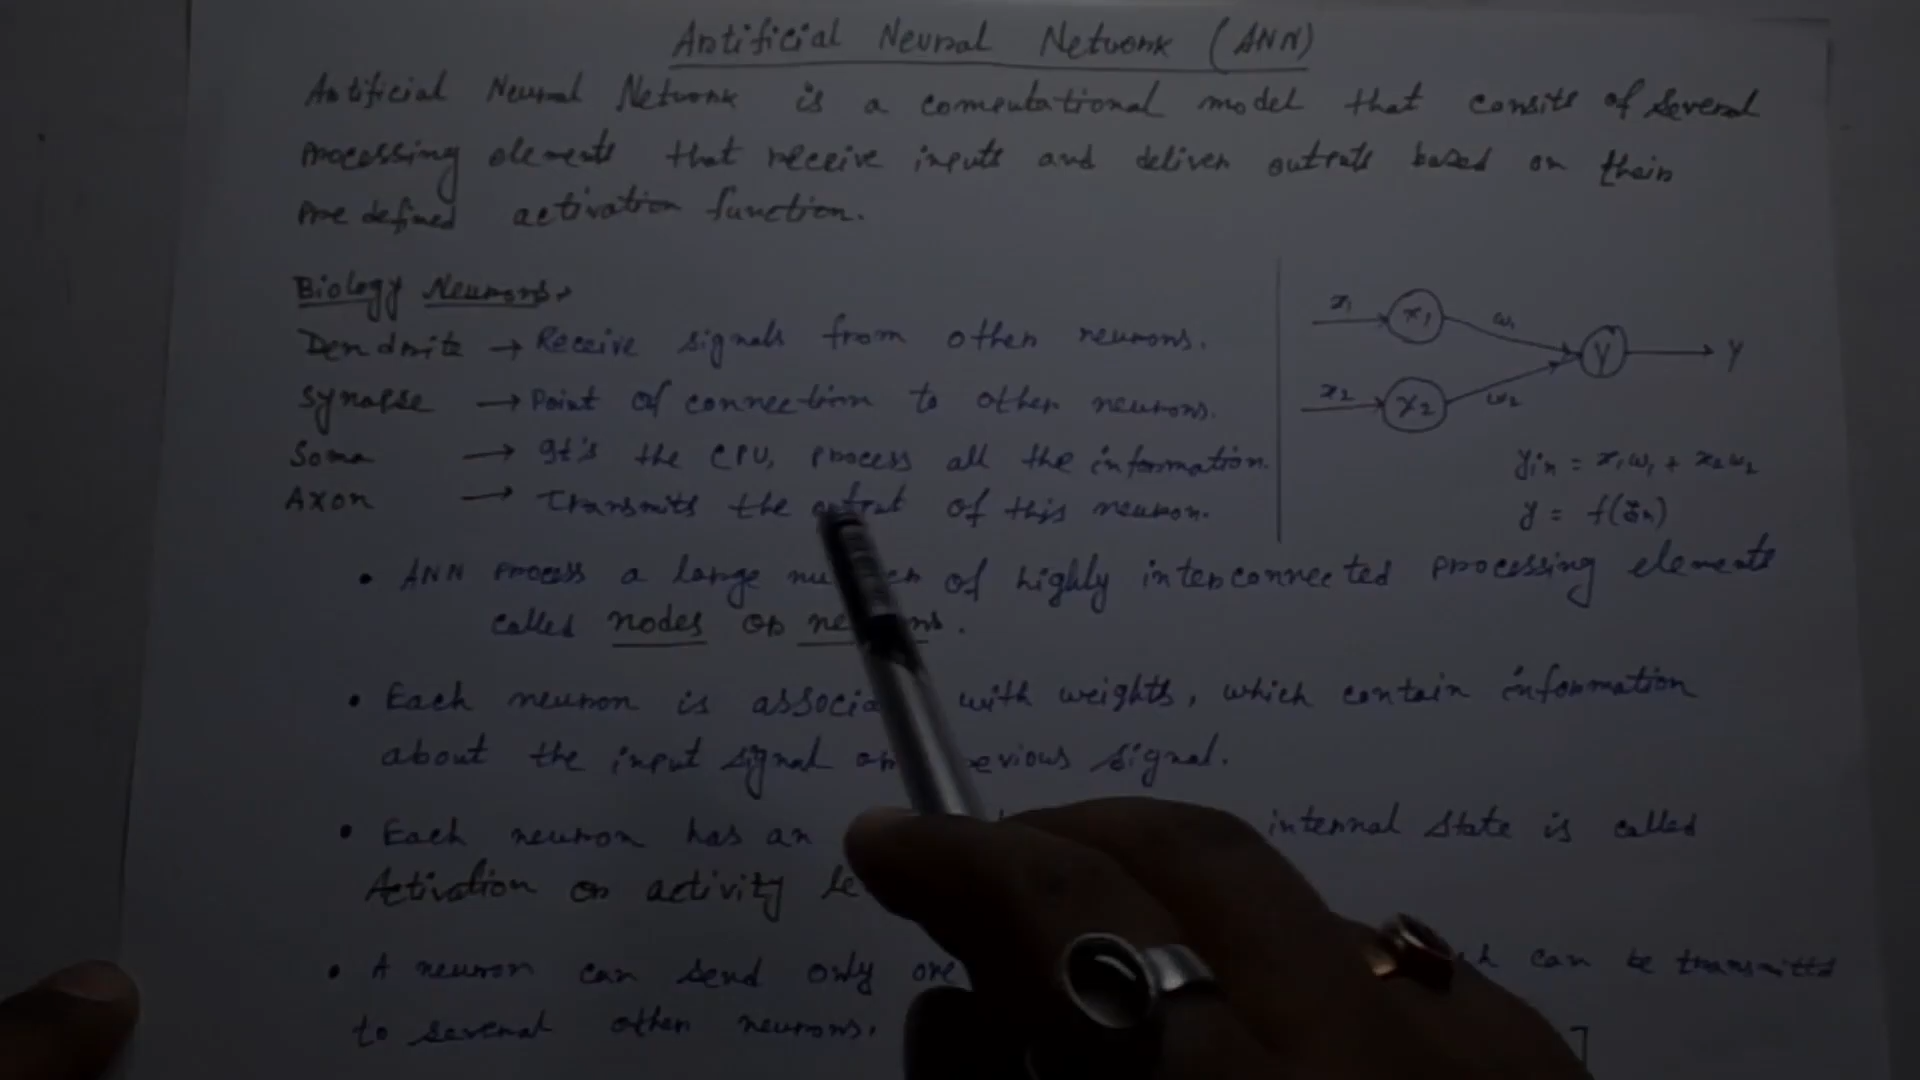 Artificial Neural Network (ANN)
Artificial Neural Network is a computational model that consits of several
processing elements that receive inputs and deliver outputs based on their
Pre defined activation function.
Biology Neurons
Dendrite → Receive signals from other neurons.
Synapse → Point of connection to other neurons.
Soma → It's the CPU, process all the information.
Axon → Transmits the output of this neuron.
x1 x1 w1
Y y
x2 x2 w2
yin = x1w1 + x2w2
y = f(yin)
• ANN process a large of highly interconnected processing elements
called nodes or neurons.
• Each neuron is with weights, which contain information
about the input signal signal.
• Each neuron has an internal state is called
Activation or activity
• A neuron can send only one can be transmitted
to several other neurons.